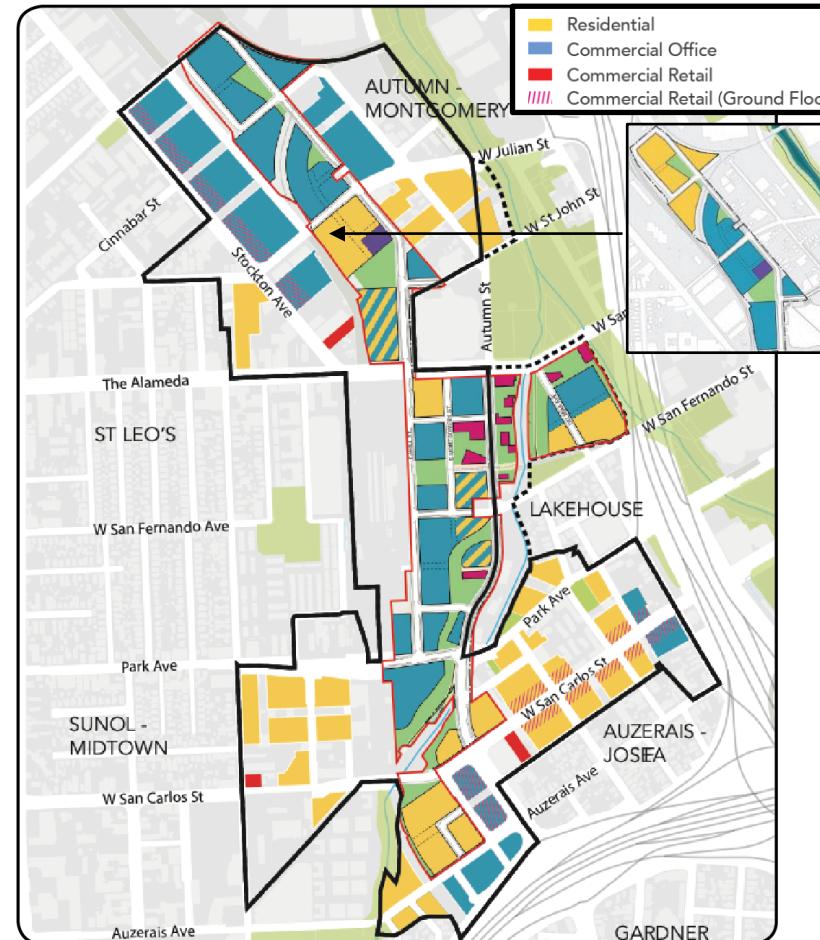 Residential
Commercial Office
Commercial Retail
Commercial Retail (Ground Floo
AUTUMN -
MONTGOMERY
W Julian St
W St John St
Cinnabar St
Stockton Ave
Autumn St
W San
The Alameda
W San Fernando St
ST LEO'S
W San Fernando Ave
LAKEHOUSE
Park Ave
Park Ave
W San Carlos St
SUNOL -
MIDTOWN
AUZERAIS -
JOSEFA
W San Carlos St
Auzerais Ave
Auzerais Ave
GARDNER